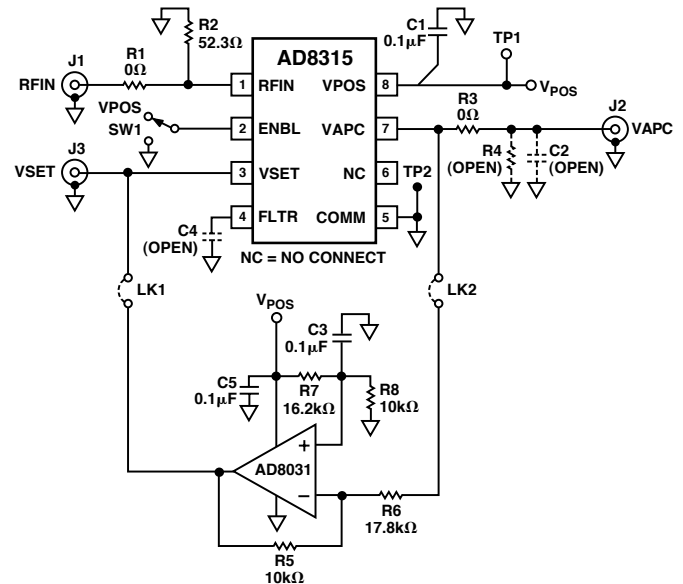 R2
52.3Ω
J1
R1
0Ω
RFIN
AD8315
C1
0.1μF
TP1
1 RFIN
VPOS 8
VPOS
VPOS
SW1
2 ENBL
VAPC 7
R3
0Ω
J2
VAPC
R4
(OPEN)
C2
(OPEN)
J3
VSET
3 VSET
NC 6
TP2
4 FLTR
COMM 5
C4
(OPEN)
NC = NO CONNECT
LK1
LK2
VPOS
C3
0.1μF
C5
0.1μF
R7
16.2kΩ
R8
10kΩ
+
AD8031
–
R6
17.8kΩ
R5
10kΩ